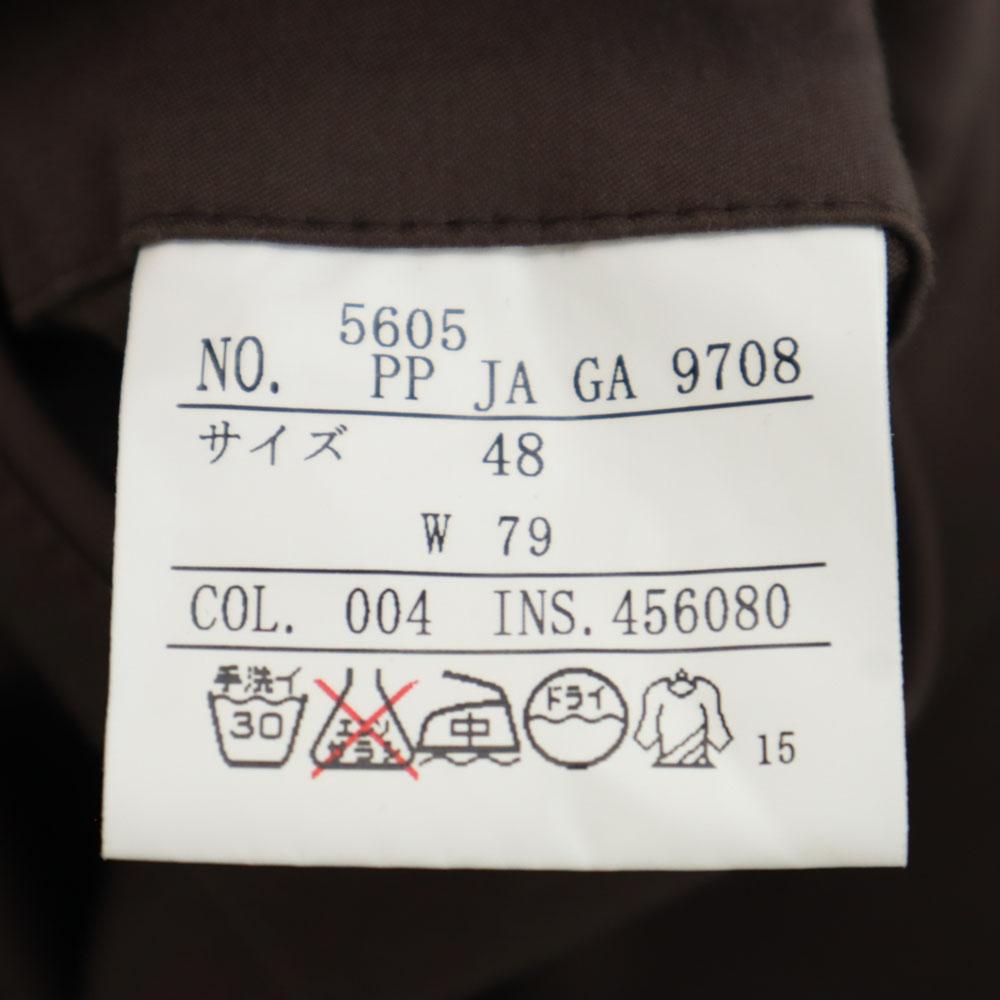 5605
NO. PP JA GA 9708
サイズ 48
W 79
COL. 004 INS. 456080
手洗イ
30
エンソ
サラシ
中
ドライ
15